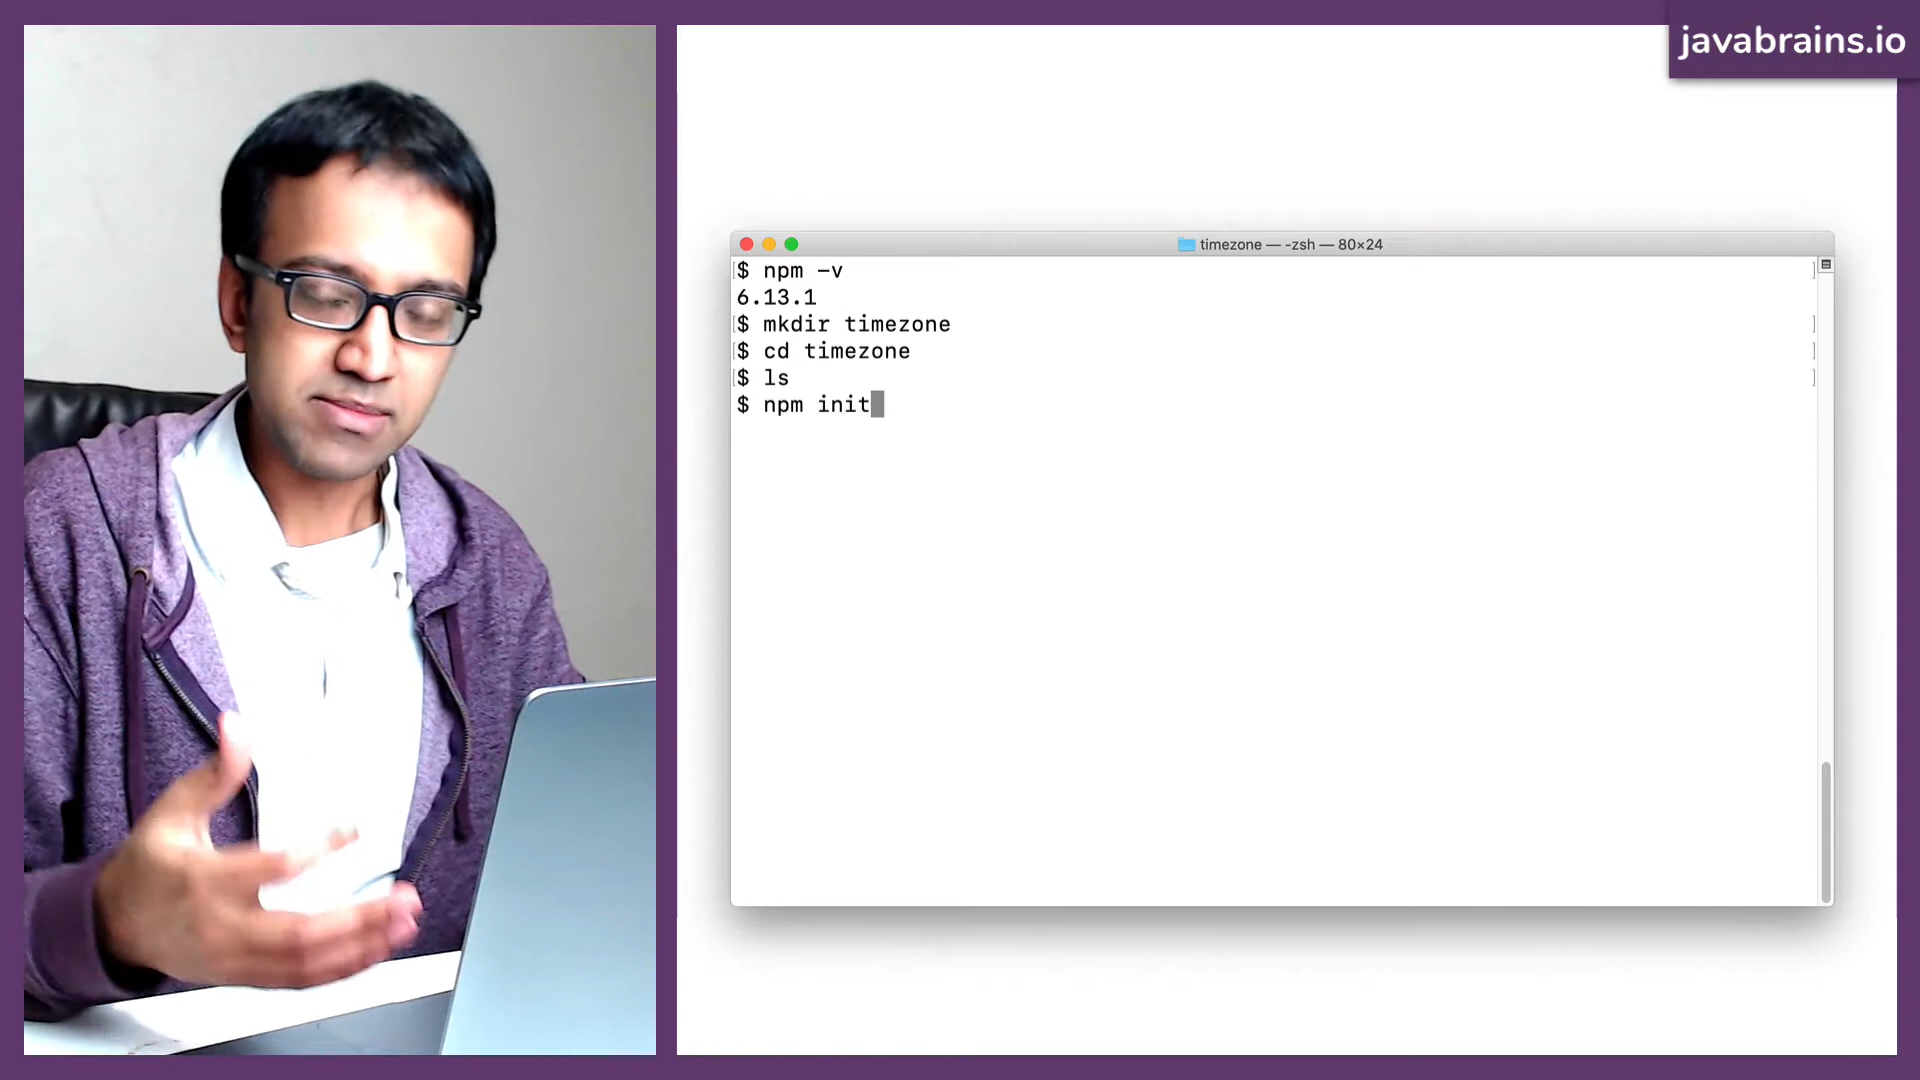 javabrains.io
timezone — -zsh — 80×24
$ npm -v
6.13.1
$ mkdir timezone
$ cd timezone
$ ls
$ npm init